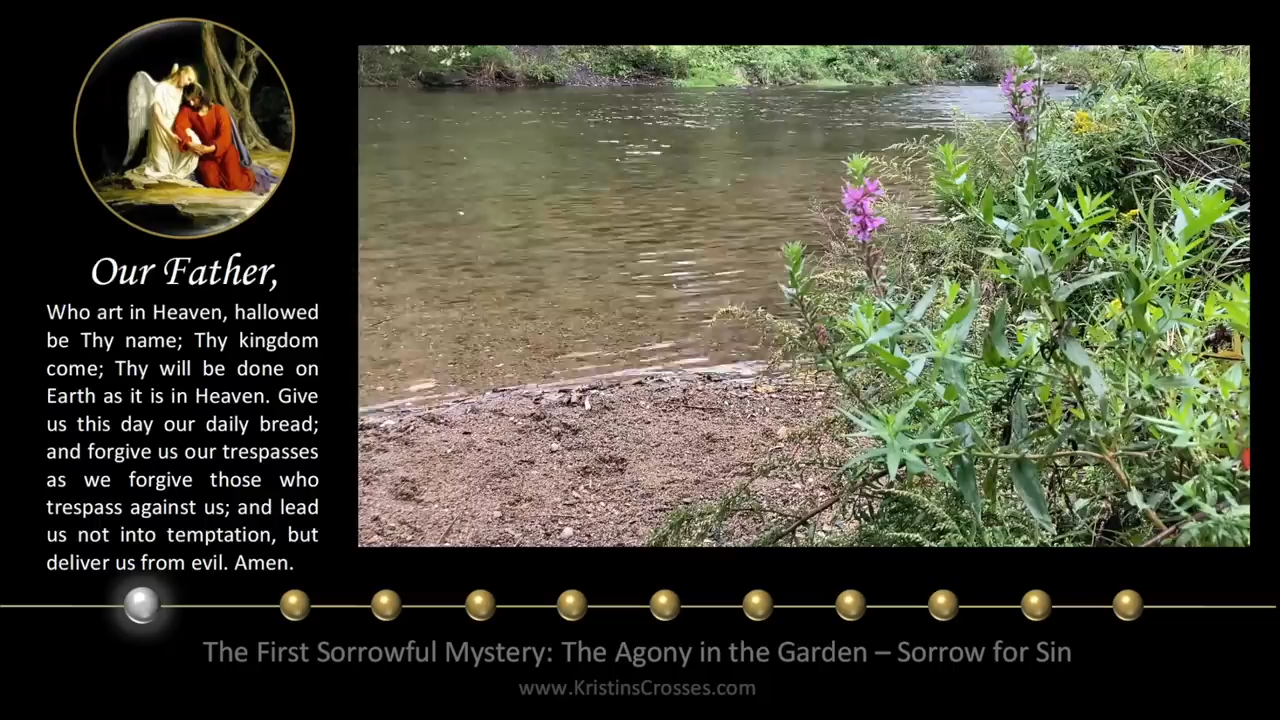 Our Father,
Who art in Heaven, hallowed
be Thy name; Thy kingdom
come; Thy will be done on
Earth as it is in Heaven. Give
us this day our daily bread;
and forgive us our trespasses
as we forgive those who
trespass against us; and lead
us not into temptation, but
deliver us from evil. Amen.
The First Sorrowful Mystery: The Agony in the Garden – Sorrow for Sin
www.KristinsCrosses.com